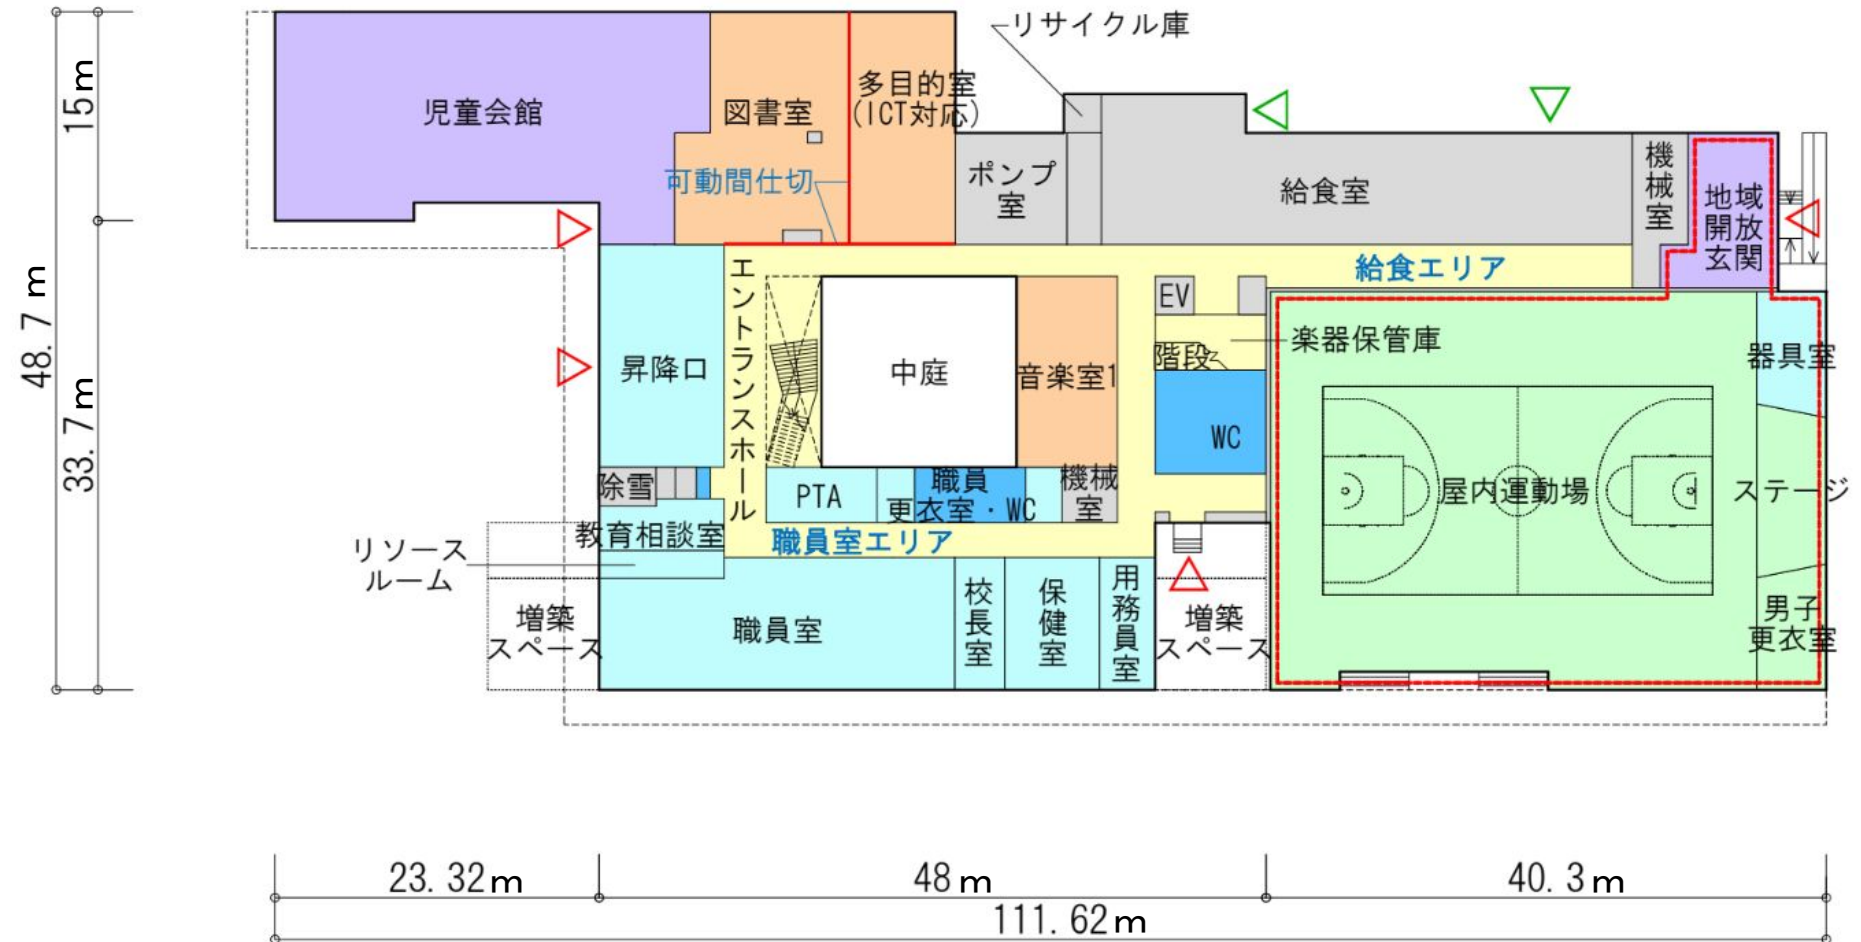 リサイクル庫
15m
48.7m
33.7m
児童会館
図書室
多目的室
(ICT対応)
可動間仕切
ポンプ
室
給食室
機械室
地域
開放
玄関
給食エリア
エントランスホール
昇降口
中庭
音楽室1
EV
階段
楽器保管庫
器具室
WC
屋内運動場
ステージ
除雪
PTA
職員
更衣室・WC
機械
室
教育相談室
職員室エリア
リソース
ルーム
増築
スペース
職員室
校長室
保健室
用務員室
増築
スペース
男子
更衣室
23.32m
48m
40.3m
111.62m